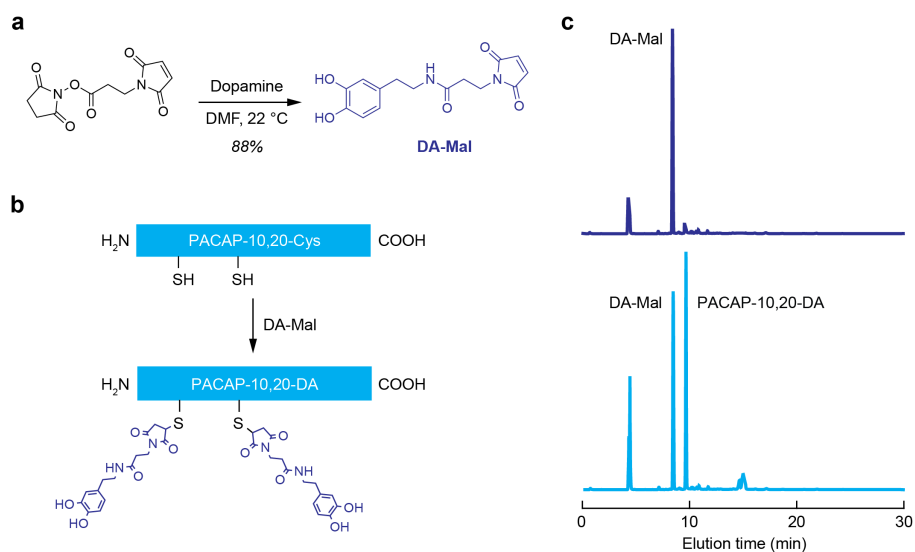 a
O
N
O
O
O
O
N
O
Dopamine
DMF, 22 °C
88%
HO
HO
H
N
O
O
N
O
DA-Mal
b
H₂N
PACAP-10,20-Cys
COOH
SH
SH
DA-Mal
H₂N
PACAP-10,20-DA
COOH
S
S
O
N
O
O
N
O
HN
O
O
NH
HO
HO
OH
OH
c
DA-Mal
DA-Mal
PACAP-10,20-DA
0
10
20
30
Elution time (min)